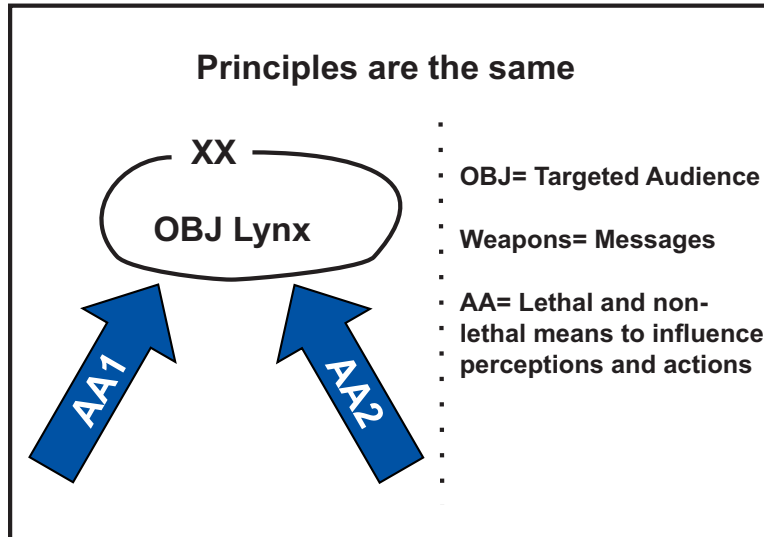 Principles are the same
XX
OBJ Lynx
AA1
AA2
OBJ= Targeted Audience
Weapons= Messages
AA= Lethal and non-
lethal means to influence
perceptions and actions